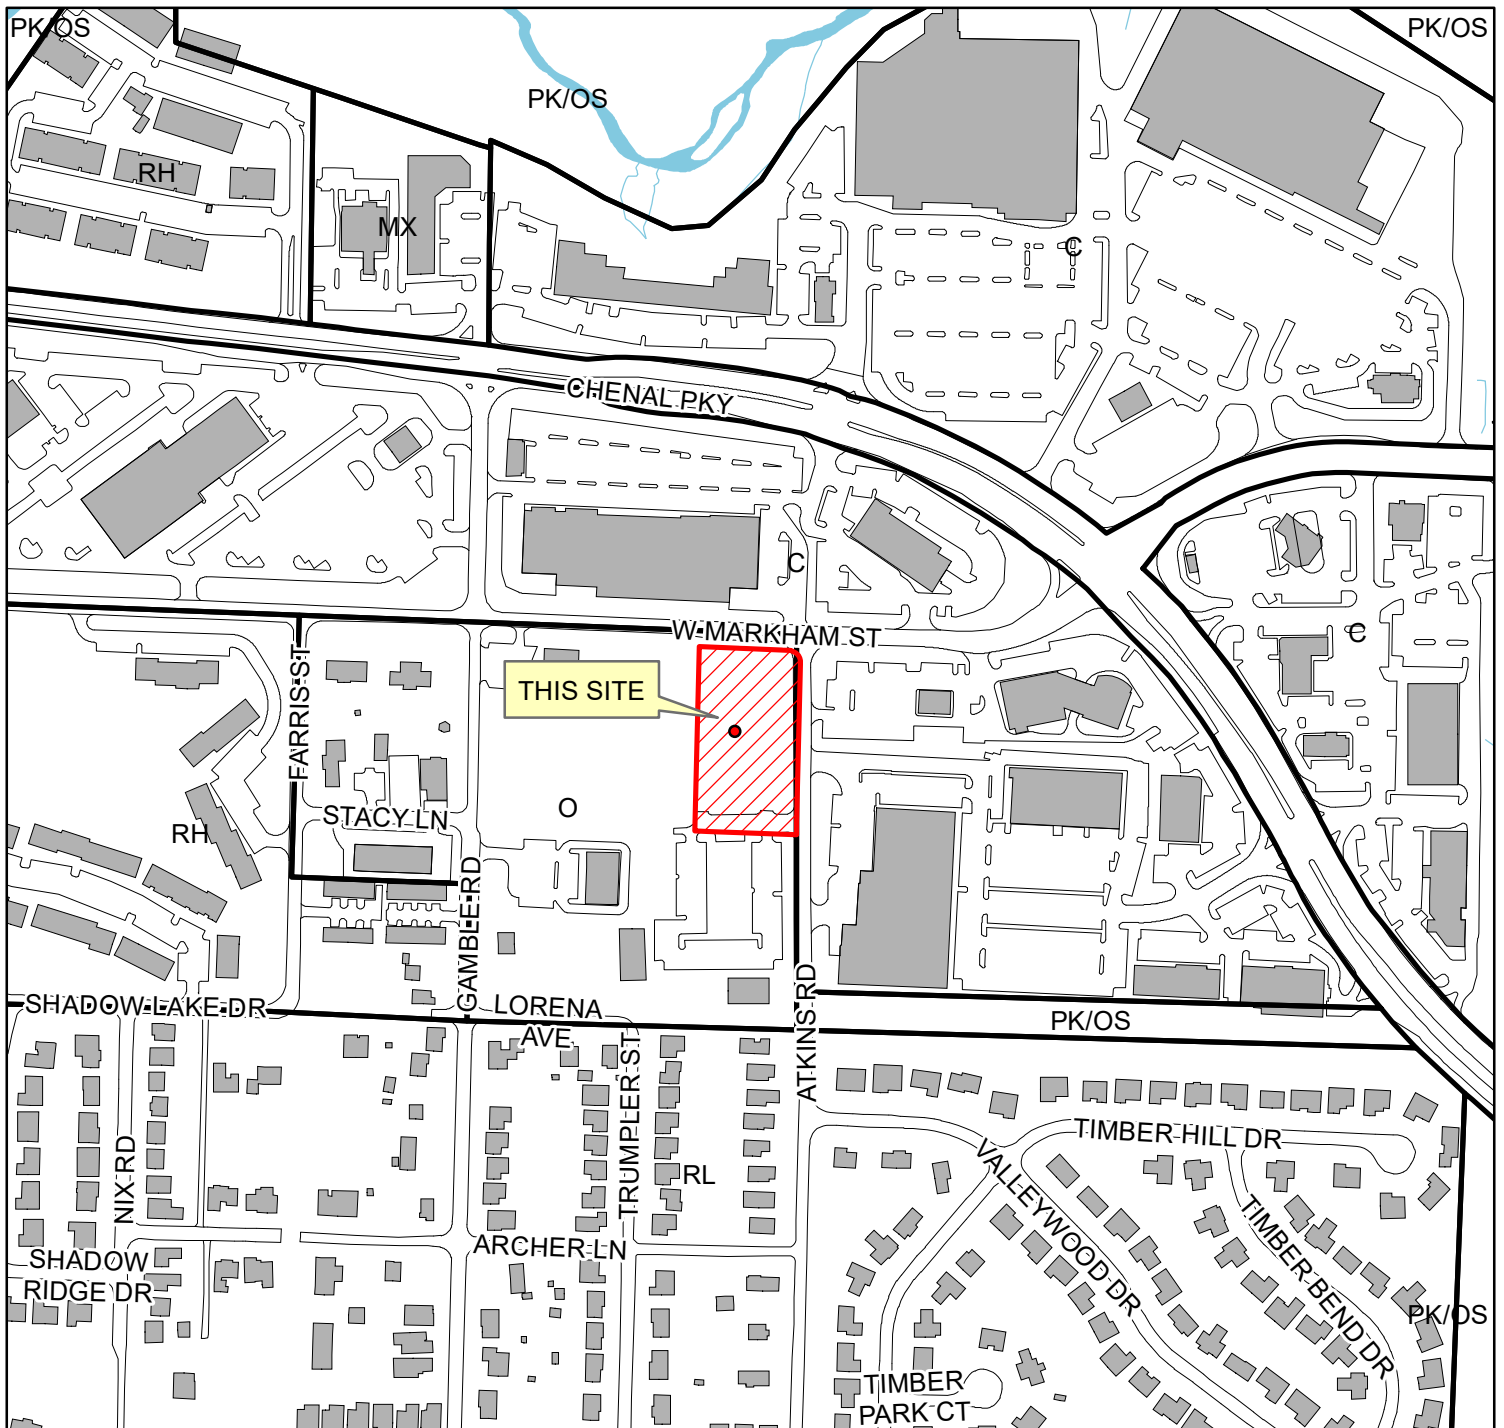 PK/OS
PK/OS
PK/OS
RH
MX
C
CHENAL PKY
C
W MARKHAM ST
C
THIS SITE
FARRIS ST
O
STACY LN
RH
GAMBLE RD
ATKINS RD
SHADOW LAKE DR
LORENA
AVE
PK/OS
TRUMPLER ST
NIX RD
TIMBER HILL DR
VALLEYWOOD DR
RL
TIMBER BEND DR
ARCHER LN
SHADOW
RIDGE DR
PK/OS
TIMBER
PARK CT